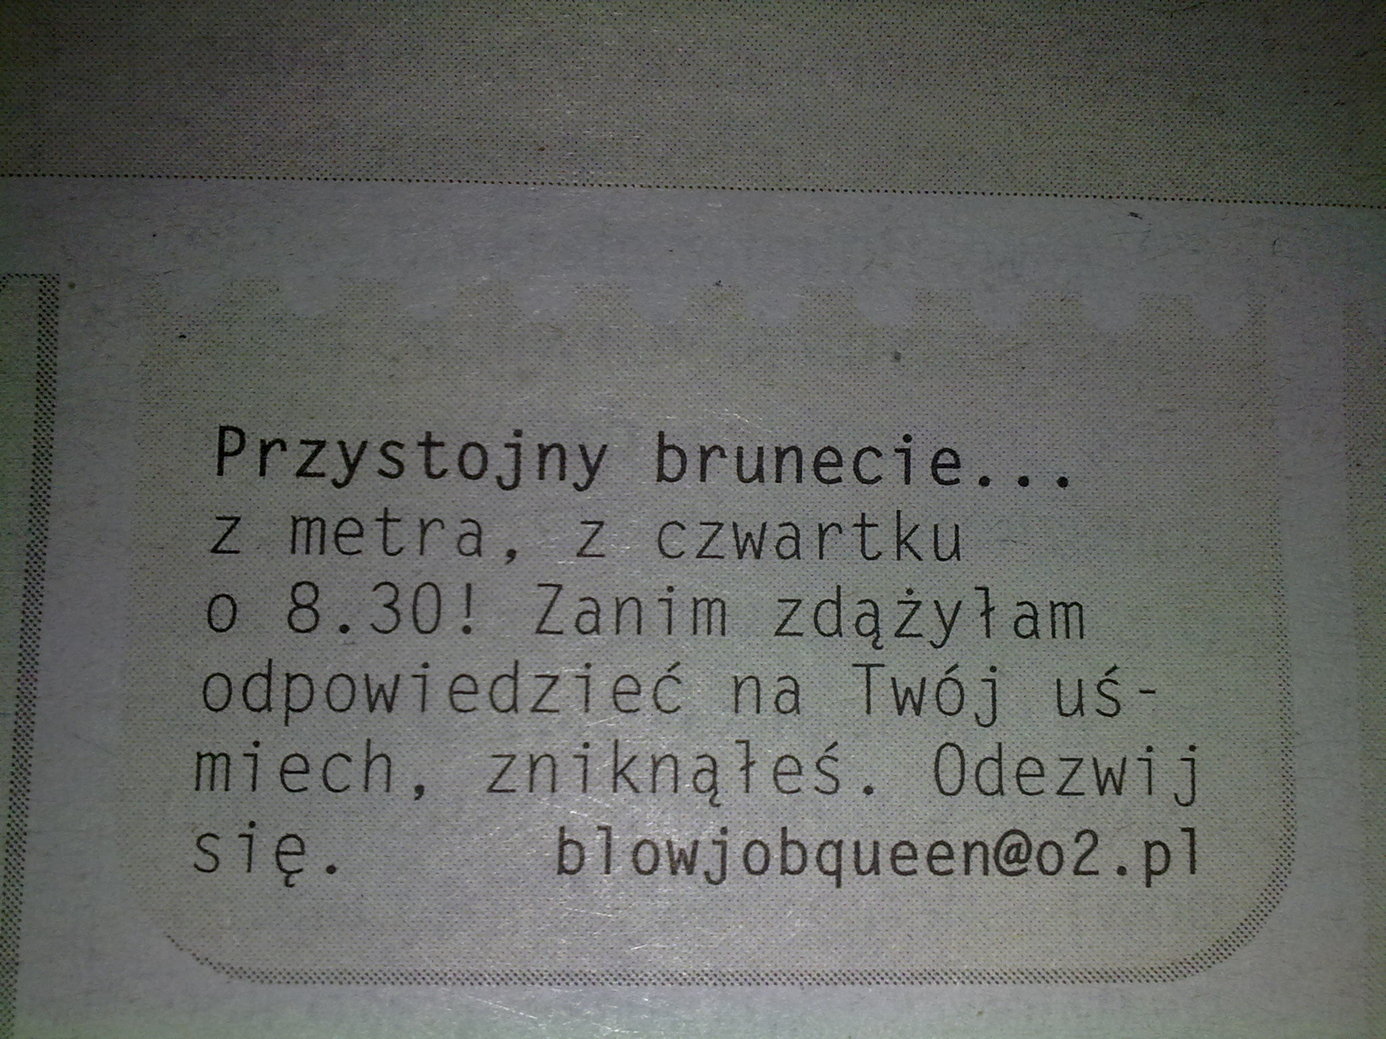 Przystojny brunecie...
z metra, z czwartku
o 8.30! Zanim zdążyłam
odpowiedzieć na Twój uś-
miech, zniknąłeś. Odezwij
się. blowjobqueen@o2.pl